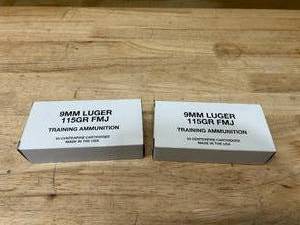 9MM LUGER
115GR FMJ
TRAINING AMMUNITION
50 CENTERFIRE CARTRIDGES
MADE IN THE USA
9MM LUGER
115GR FMJ
TRAINING AMMUNITION
50 CENTERFIRE CARTRIDGES
MADE IN THE USA